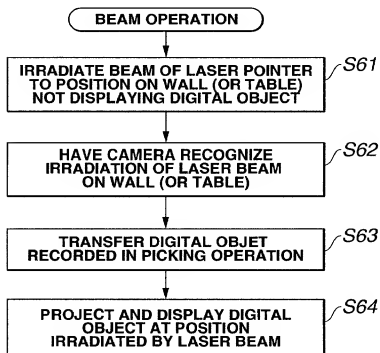 BEAM OPERATION
IRRADIATE BEAM OF LASER POINTER
TO POSITION ON WALL (OR TABLE)
NOT DISPLAYING DIGITAL OBJECT
S61
HAVE CAMERA RECOGNIZE
IRRADIATION OF LASER BEAM
ON WALL (OR TABLE)
S62
TRANSFER DIGITAL OBJET
RECORDED IN PICKING OPERATION
S63
PROJECT AND DISPLAY DIGITAL
OBJECT AT POSITION
IRRADIATED BY LASER BEAM
S64